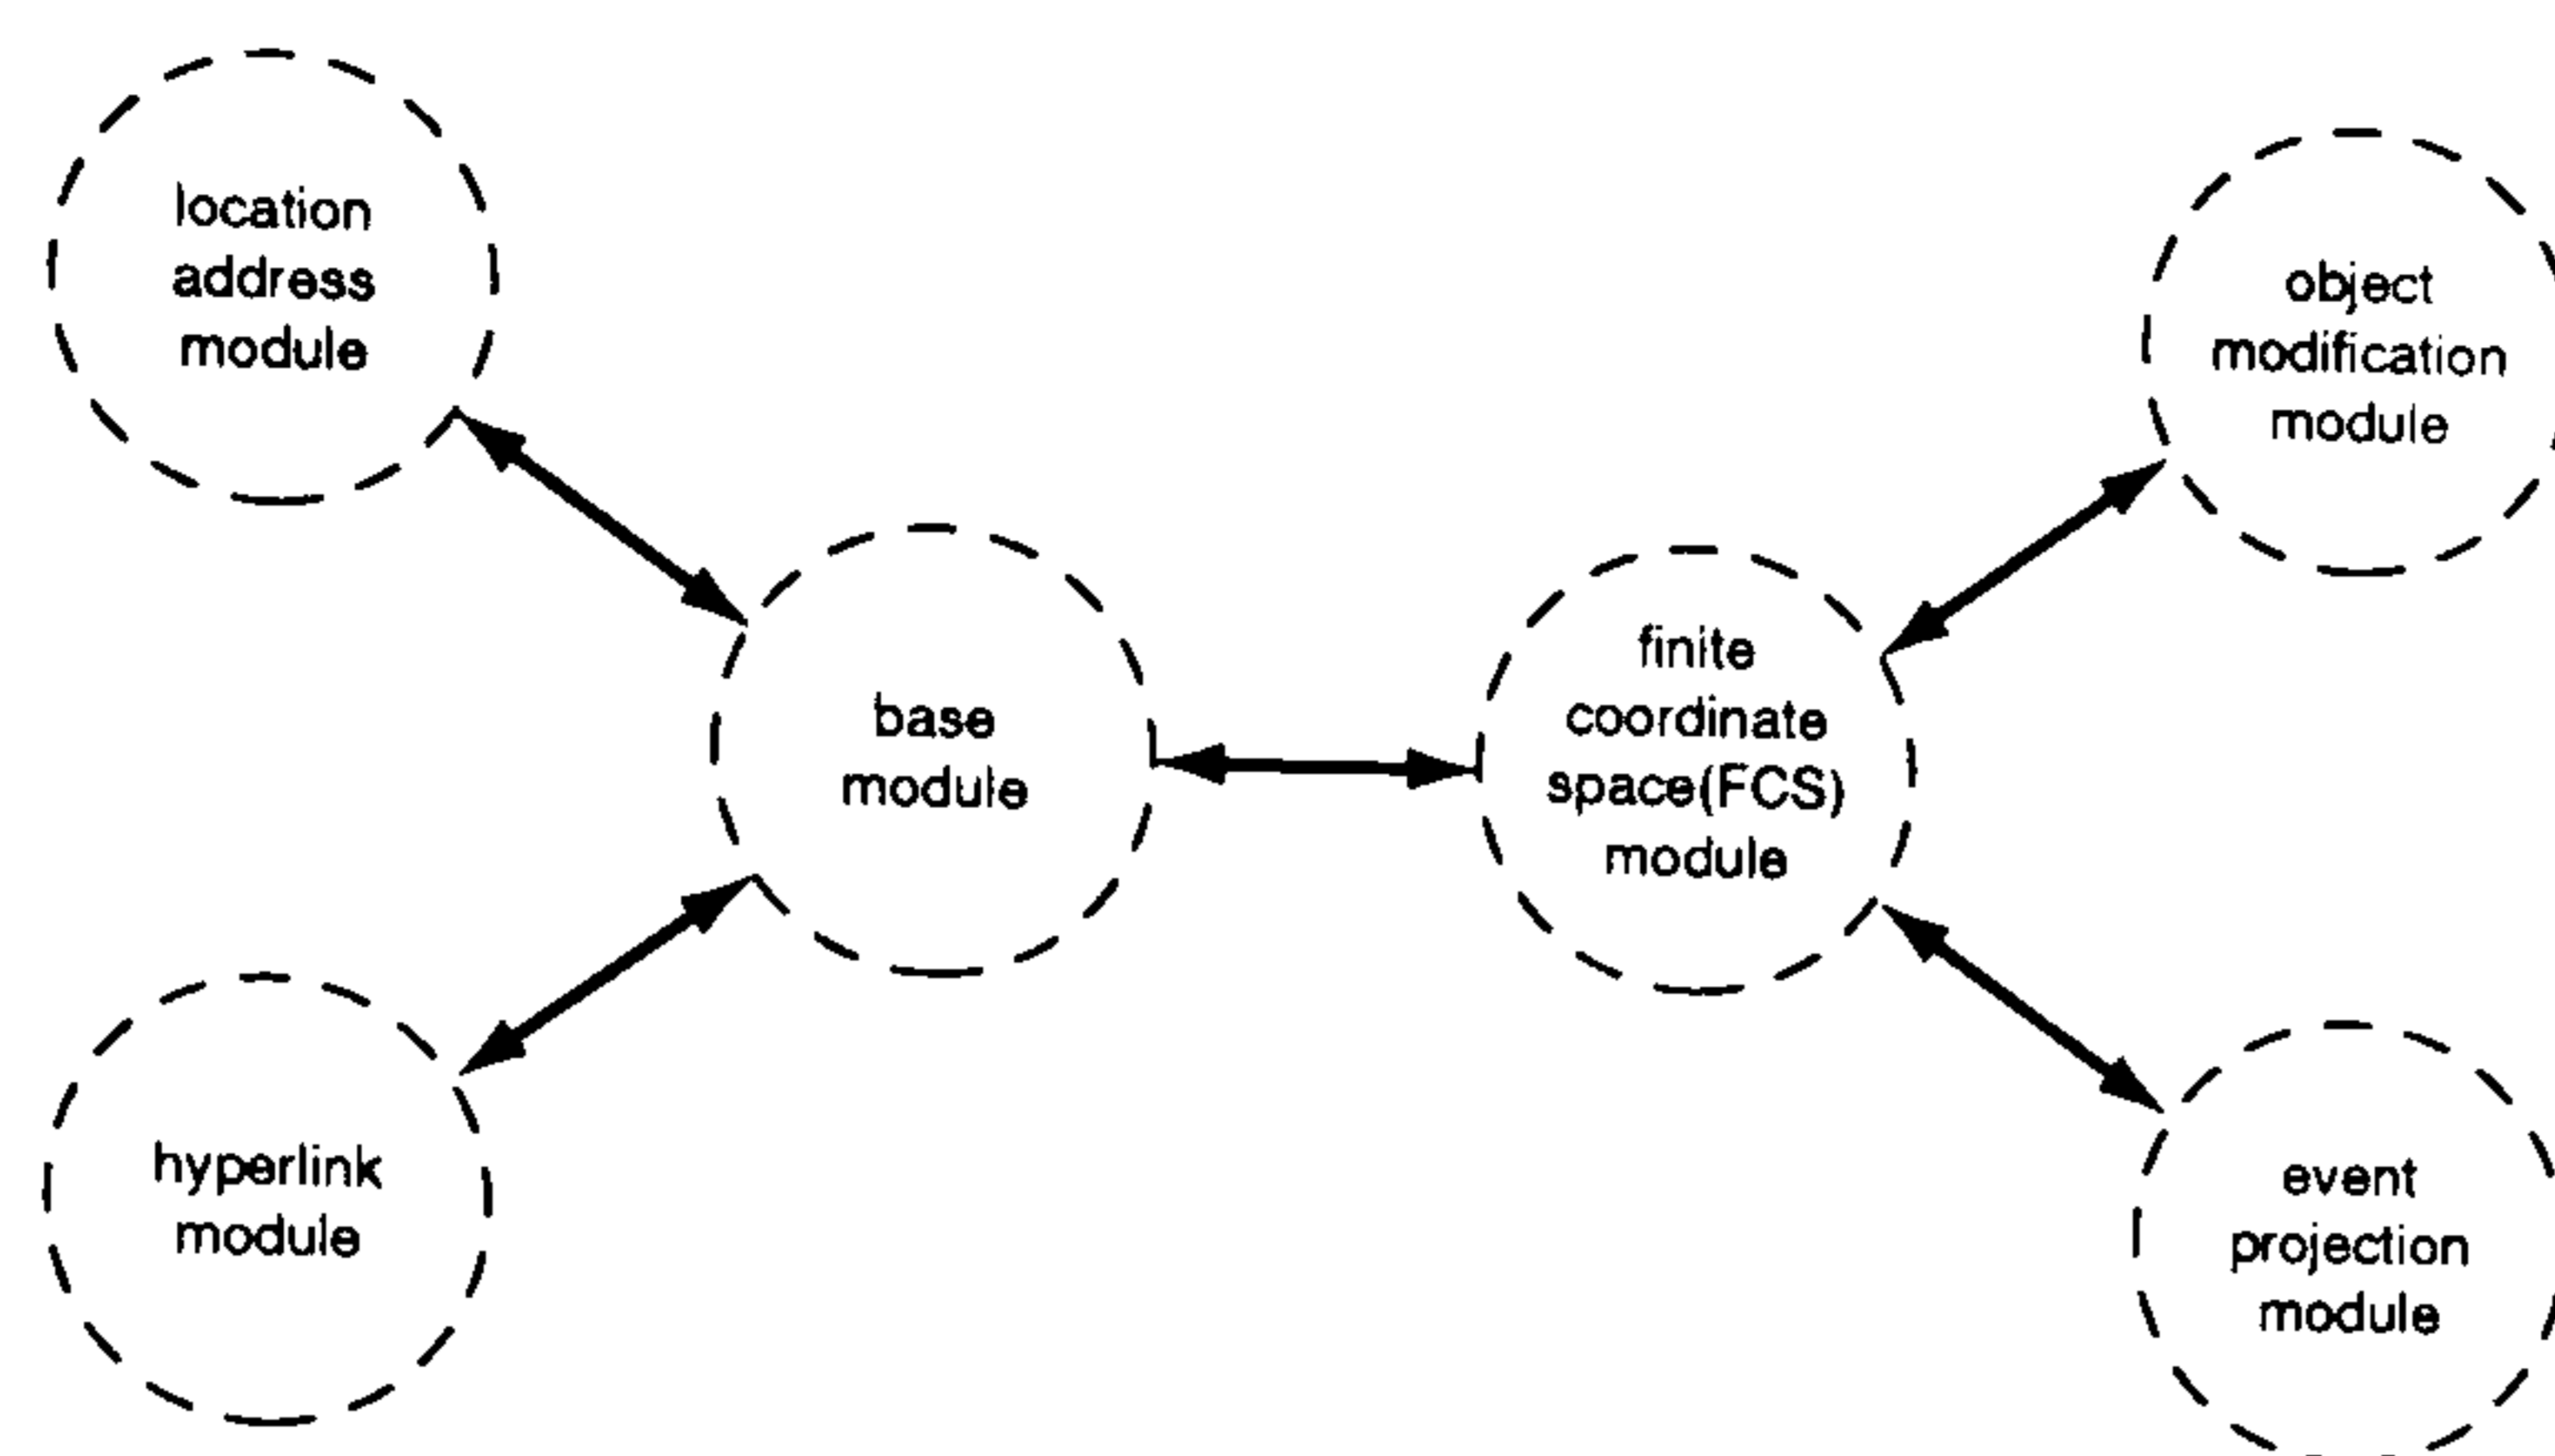 location
address
module
object
modification
module
base
module
finite
coordinate
space(FCS)
module
hyperlink
module
event
projection
module